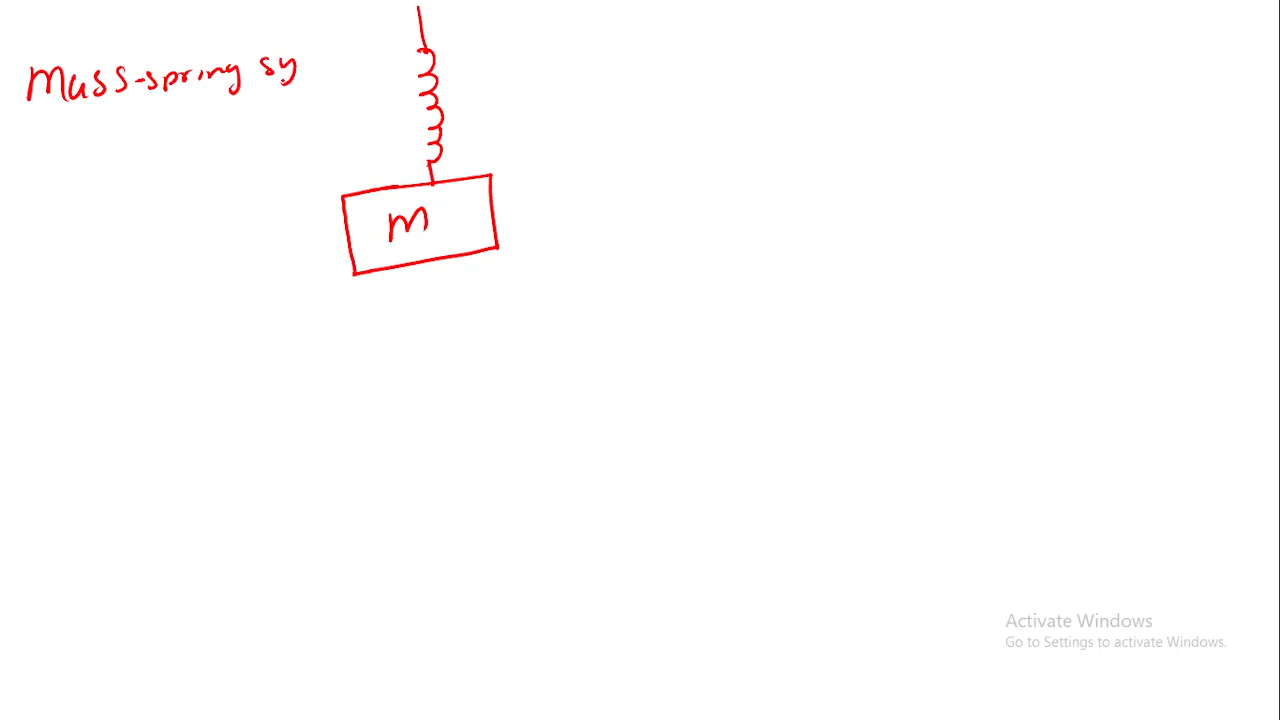 Mass-spring sy
m
Activate Windows
Go to Settings to activate Windows.